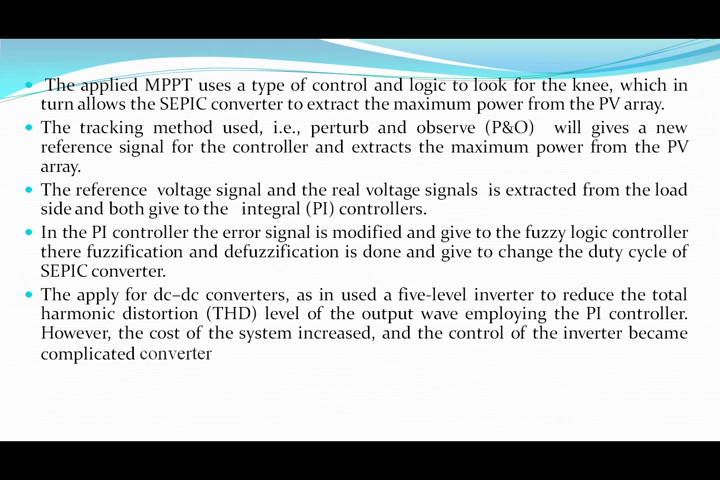 The applied MPPT uses a type of control and logic to look for the knee, which in
turn allows the SEPIC converter to extract the maximum power from the PV array.
The tracking method used, i.e., perturb and observe (P&O) will gives a new
reference signal for the controller and extracts the maximum power from the PV
array.
The reference voltage signal and the real voltage signals is extracted from the load
side and both give to the integral (PI) controllers.
In the PI controller the error signal is modified and give to the fuzzy logic controller
there fuzzification and defuzzification is done and give to change the duty cycle of
SEPIC converter.
The apply for dc–dc converters, as in used a five-level inverter to reduce the total
harmonic distortion (THD) level of the output wave employing the PI controller.
However, the cost of the system increased, and the control of the inverter became
complicated converter